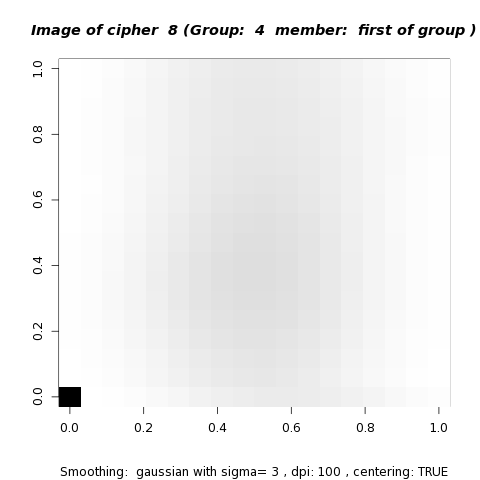 Image of cipher 8 (Group: 4 member: first of group )
1.0
0.8
0.6
0.4
0.2
0.0
0.0 0.2 0.4 0.6 0.8 1.0
Smoothing: gaussian with sigma= 3 , dpi: 100 , centering: TRUE